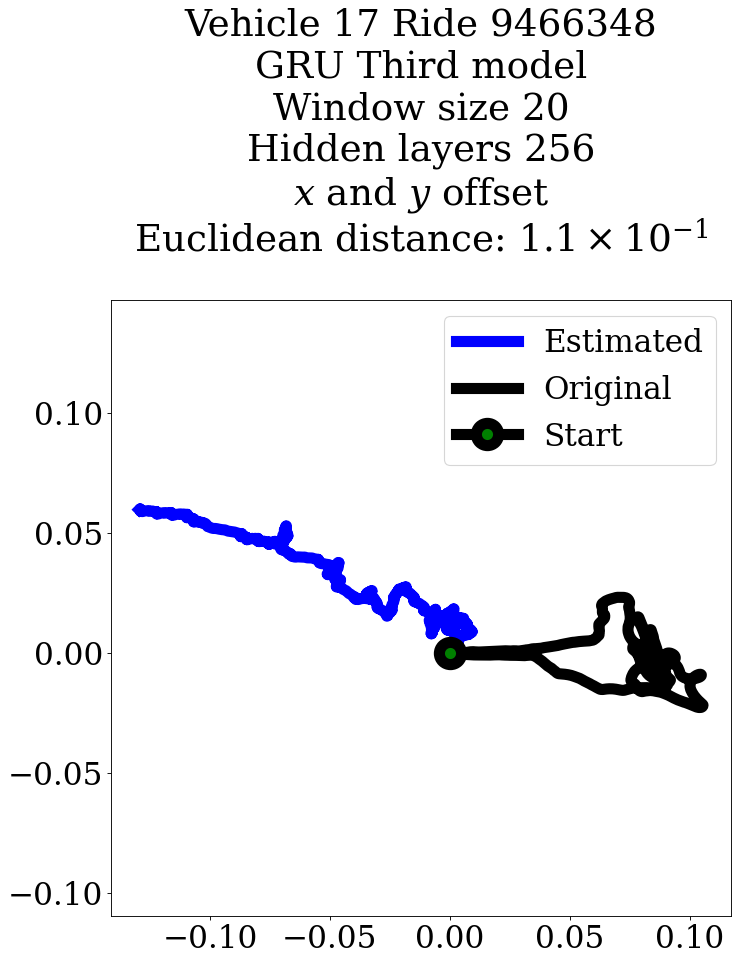 Vehicle 17 Ride 9466348
GRU Third model
Window size 20
Hidden layers 256
x and y offset
Euclidean distance: 1.1 × 10⁻¹
Estimated
Original
Start
0.10
0.05
0.00
−0.05
−0.10
−0.10 −0.05 0.00 0.05 0.10